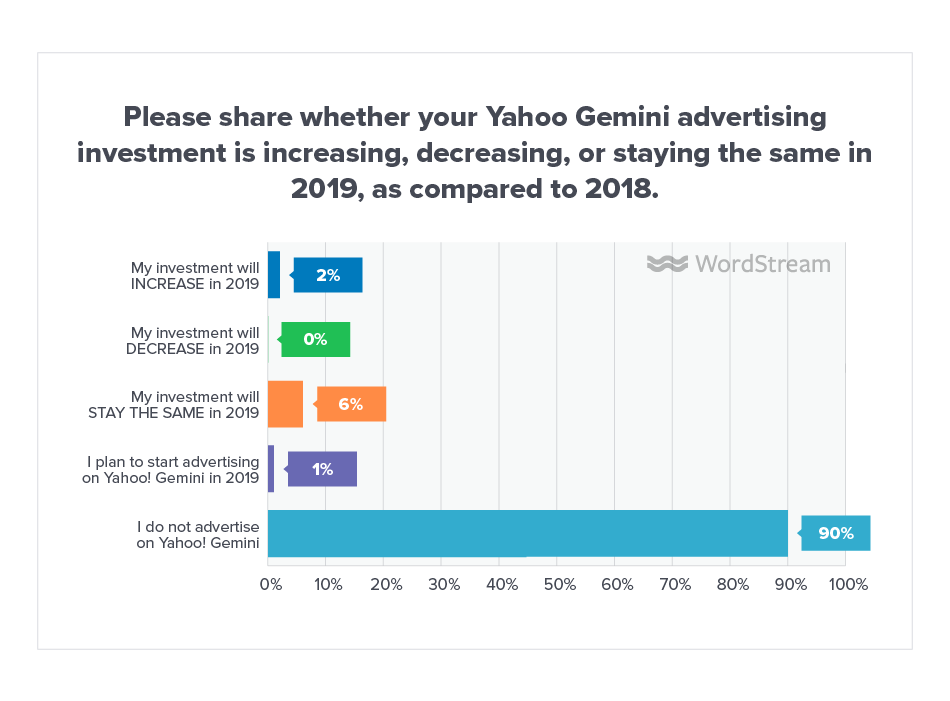 Please share whether your Yahoo Gemini advertising
investment is increasing, decreasing, or staying the same in
2019, as compared to 2018.
WordStream
My investment will
INCREASE in 2019
2%
My investment will
DECREASE in 2019
0%
My investment will
STAY THE SAME in 2019
6%
I plan to start advertising
on Yahoo! Gemini in 2019
1%
I do not advertise
on Yahoo! Gemini
90%
0% 10% 20% 30% 40% 50% 60% 70% 80% 90% 100%